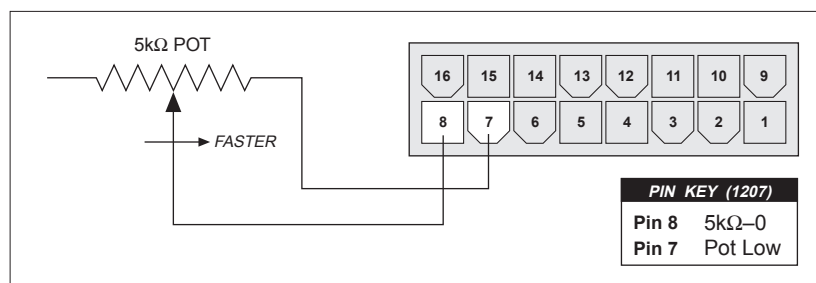 5kΩ POT
16 15 14 13 12 11 10 9
8 7 6 5 4 3 2 1
FASTER
PIN KEY (1207)
Pin 8 5kΩ–0
Pin 7 Pot Low